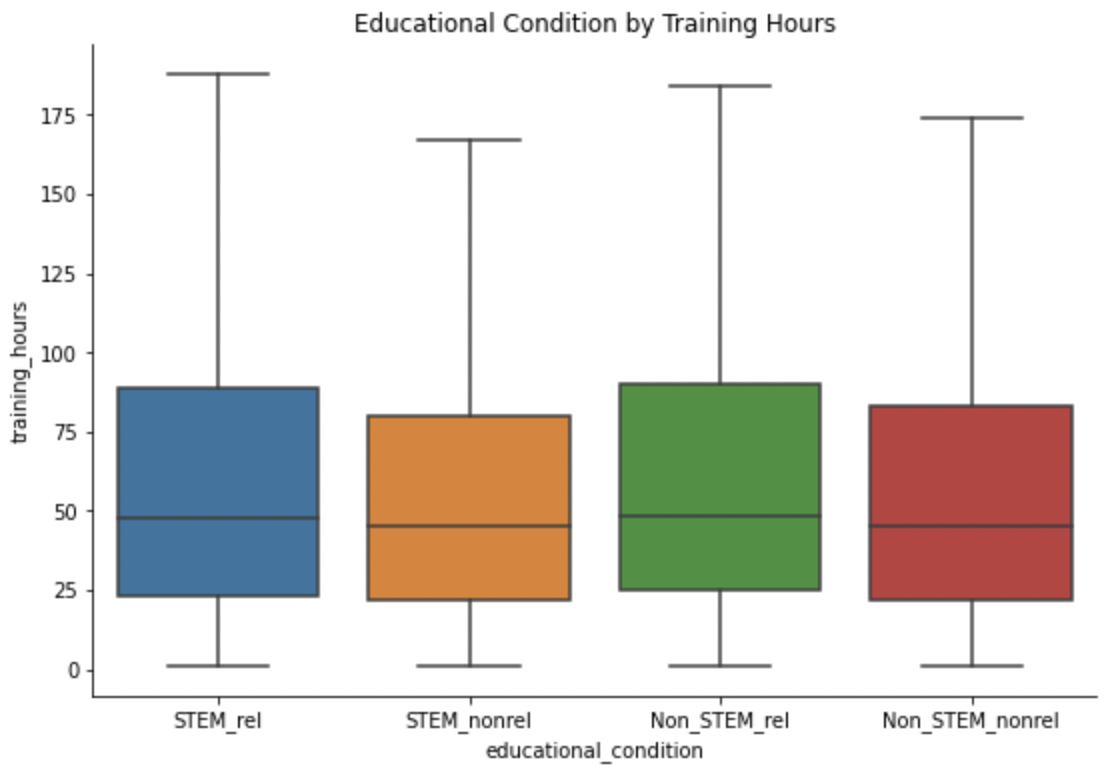 Educational Condition by Training Hours
training_hours
175
150
125
100
75
50
25
0
STEM_rel
STEM_nonrel
Non_STEM_rel
Non_STEM_nonrel
educational_condition